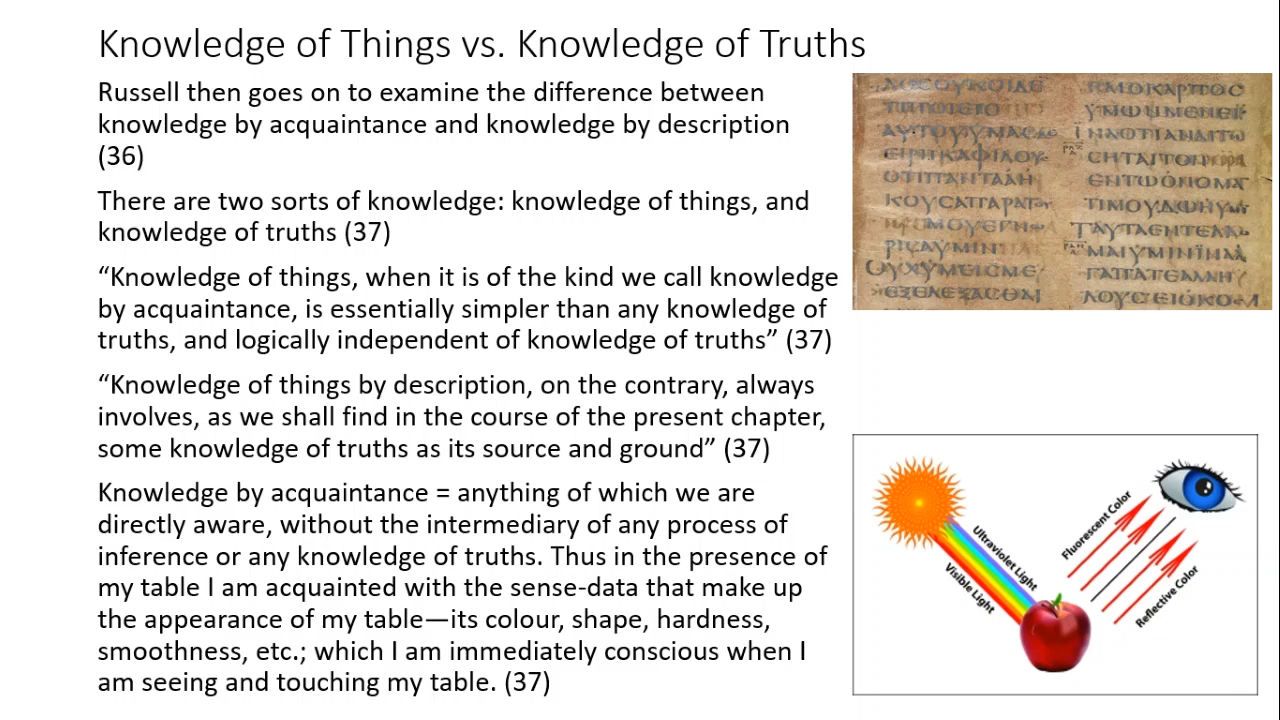 Knowledge of Things vs. Knowledge of Truths
Russell then goes on to examine the difference between
knowledge by acquaintance and knowledge by description
(36)
There are two sorts of knowledge: knowledge of things, and
knowledge of truths (37)
“Knowledge of things, when it is of the kind we call knowledge
by acquaintance, is essentially simpler than any knowledge of
truths, and logically independent of knowledge of truths” (37)
“Knowledge of things by description, on the contrary, always
involves, as we shall find in the course of the present chapter,
some knowledge of truths as its source and ground” (37)
Knowledge by acquaintance = anything of which we are
directly aware, without the intermediary of any process of
inference or any knowledge of truths. Thus in the presence of
my table I am acquainted with the sense-data that make up
the appearance of my table—its colour, shape, hardness,
smoothness, etc.; which I am immediately conscious when I
am seeing and touching my table. (37)
Ultraviolet Light
Visible Light
Fluorescent Color
Reflective Color